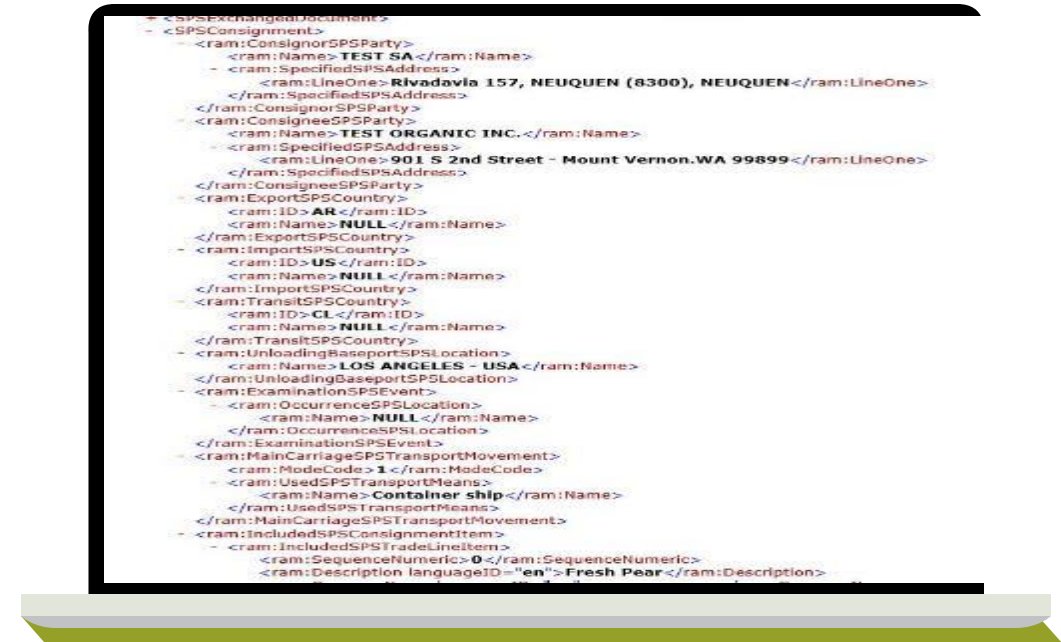 + <SPSExchangedDocument>
- <SPSConsignment>
- <ram:ConsignorSPSParty>
<ram:Name>TEST SA</ram:Name>
- <ram:SpecifiedSPSAddress>
<ram:LineOne>Rivadavia 157, NEUQUEN (8300), NEUQUEN</ram:LineOne>
</ram:SpecifiedSPSAddress>
</ram:ConsignorSPSParty>
- <ram:ConsigneeSPSParty>
<ram:Name>TEST ORGANIC INC.</ram:Name>
- <ram:SpecifiedSPSAddress>
<ram:LineOne>901 S 2nd Street - Mount Vernon.WA 99899</ram:LineOne>
</ram:SpecifiedSPSAddress>
</ram:ConsigneeSPSParty>
- <ram:ExportSPSCountry>
<ram:ID>AR</ram:ID>
<ram:Name>NULL</ram:Name>
</ram:ExportSPSCountry>
- <ram:ImportSPSCountry>
<ram:ID>US</ram:ID>
<ram:Name>NULL</ram:Name>
</ram:ImportSPSCountry>
- <ram:TransitSPSCountry>
<ram:ID>CL</ram:ID>
<ram:Name>NULL</ram:Name>
</ram:TransitSPSCountry>
- <ram:UnloadingBaseportSPSLocation>
<ram:Name>LOS ANGELES - USA</ram:Name>
</ram:UnloadingBaseportSPSLocation>
- <ram:ExaminationSPSEvent>
- <ram:OccurrenceSPSLocation>
<ram:Name>NULL</ram:Name>
</ram:OccurrenceSPSLocation>
</ram:ExaminationSPSEvent>
- <ram:MainCarriageSPSTransportMovement>
<ram:ModeCode>1</ram:ModeCode>
- <ram:UsedSPSTransportMeans>
<ram:Name>Container ship</ram:Name>
</ram:UsedSPSTransportMeans>
</ram:MainCarriageSPSTransportMovement>
- <ram:IncludedSPSConsignmentItem>
- <ram:IncludedSPSTradeLineItem>
<ram:SequenceNumeric>0</ram:SequenceNumeric>
<ram:Description languageID="en">Fresh Pear</ram:Description>